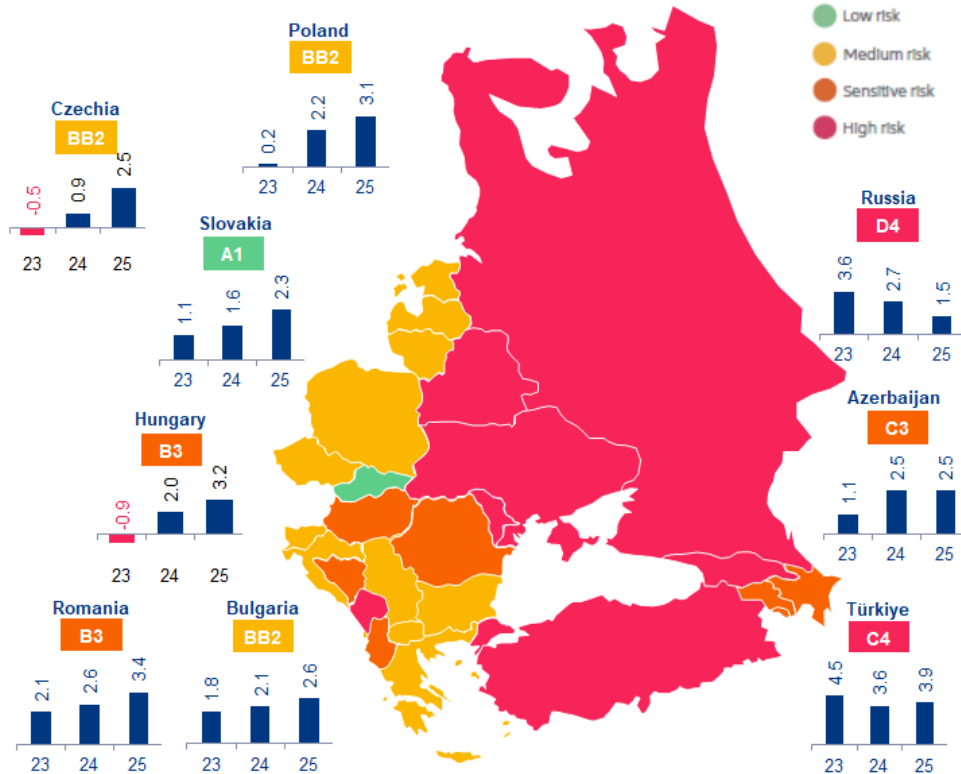 Low risk
Medium risk
Sensitive risk
High risk
Poland
BB2
0.2
2.2
3.1
23
24
25
Czechia
BB2
-0.5
0.9
2.5
23
24
25
Slovakia
A1
1.1
1.6
2.3
23
24
25
Russia
D4
3.6
2.7
1.5
23
24
25
Hungary
B3
-0.9
2.0
3.2
23
24
25
Azerbaijan
C3
1.1
2.5
2.5
23
24
25
Romania
B3
2.1
2.6
3.4
23
24
25
Bulgaria
BB2
1.8
2.1
2.6
23
24
25
Türkiye
C4
4.5
3.6
3.9
23
24
25